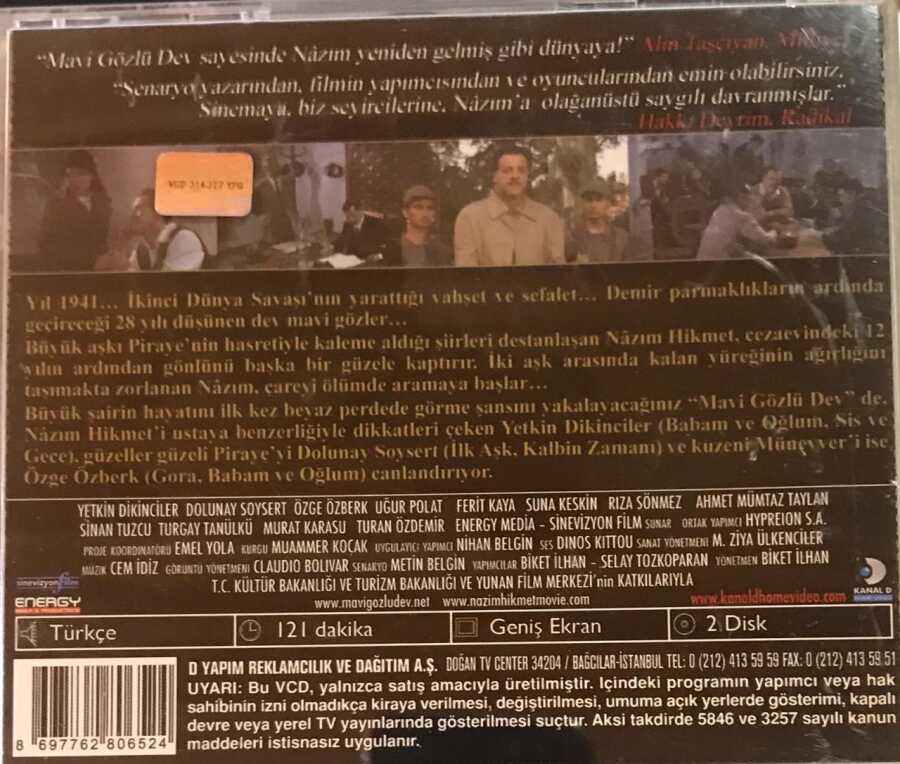 “Mavi Gözlü Dev sayesinde Nâzım yeniden gelmiş gibi dünyaya!” Alin Taşçıyan,
“Senaryo yazarından, filmin yapımcısından ve oyuncularından emin olabilirsiniz.
Sinemaya, biz seyircilerine, Nâzım’a olağanüstü saygılı davranmışlar.”
Hakkı Devrim, Radikal
VCD
Yıl 1941... İkinci Dünya Savaşı’nın yarattığı vahşet ve sefalet... Demir parmaklıkların ardında
geçireceği 28 yılı düşünen dev mavi gözler...
Büyük aşkı Piraye’nin hasretiyle kaleme aldığı şiirleri destanlaşan Nâzım Hikmet, cezaevindeki 12
yılın ardından gönlünü başka bir güzele kaptırır. İki aşk arasında kalan yüreğinin ağırlığını
taşımakta zorlanan Nâzım, çareyi ölümde aramaya başlar...
Büyük şairin hayatını ilk kez beyaz perdede görme şansını yakalayacağınız “Mavi Gözlü Dev” de,
Nâzım Hikmet’i ustaya benzerliğiyle dikkatleri çeken Yetkin Dikinciler (Babam ve Oğlum, Sis ve
Gece), güzeller güzeli Piraye’yi Dolunay Soysert (İlk Aşk, Kalbin Zamanı) ve kuzeni Münevver’i ise
Özge Özberk (Gora, Babam ve Oğlum) canlandırıyor.
YETKİN DİKİNCİLER DOLUNAY SOYSERT ÖZGE ÖZBERK UĞUR POLAT FERİT KAYA SUNA KESKİN RIZA SÖNMEZ AHMET MÜMTAZ TAYLAN
SİNAN TUZCU TURGAY TANÜLKÜ MURAT KARASU TURAN ÖZDEMİR ENERGY MEDIA - SİNEVİZYON FİLM SUNAR ORTAK YAPIMCI HYPREION S.A.
PROJE KOORDİNATÖRÜ EMEL YOLA KURGU MUAMMER KOÇAK UYGULAYICI YAPIMCI NİHAN BELGİN SES DINOS KITTOU SANAT YÖNETMENİ M. ZİYA ÜLKENCİLER
MÜZİK CEM İDİZ GÖRÜNTÜ YÖNETMENİ CLAUDIO BOLIVAR SENARYO METİN BELGİN YAPIMCILAR BİKET İLHAN - SELAY TOZKOPARAN YÖNETMEN BİKET İLHAN
T.C. KÜLTÜR BAKANLIĞI VE TURİZM BAKANLIĞI VE YUNAN FİLM MERKEZİ’nin KATKILARIYLA
sinevizyonfilm
ENERGY
www.mavigozludev.net www.nazimhikmetmovie.com
www.kanaldhomevideo.com
KANAL D
Türkçe 121 dakika Geniş Ekran 2 Disk
D YAPIM REKLAMCILIK VE DAĞITIM A.Ş. DOĞAN TV CENTER 34204 / BAĞCILAR-İSTANBUL TEL: 0 (212) 413 59 59 FAX: 0 (212) 413 59 51
UYARI: Bu VCD, yalnızca satış amacıyla üretilmiştir. İçindeki programın yapımcı veya hak
sahibinin izni olmadıkça kiraya verilmesi, değiştirilmesi, umuma açık yerlerde gösterimi, kapalı
devre veya yerel TV yayınlarında gösterilmesi suçtur. Aksi takdirde 5846 ve 3257 sayılı kanun
maddeleri istisnasız uygulanır.
8 697762 806524